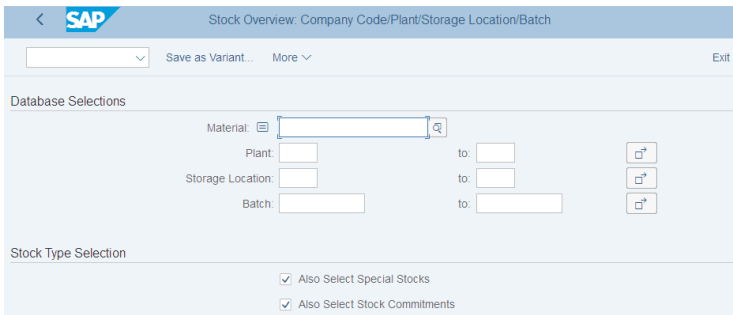 SAP Stock Overview: Company Code/Plant/Storage Location/Batch
Save as Variant... More Exit
Database Selections
Material:
Plant: to:
Storage Location: to:
Batch: to:
Stock Type Selection
Also Select Special Stocks
Also Select Stock Commitments